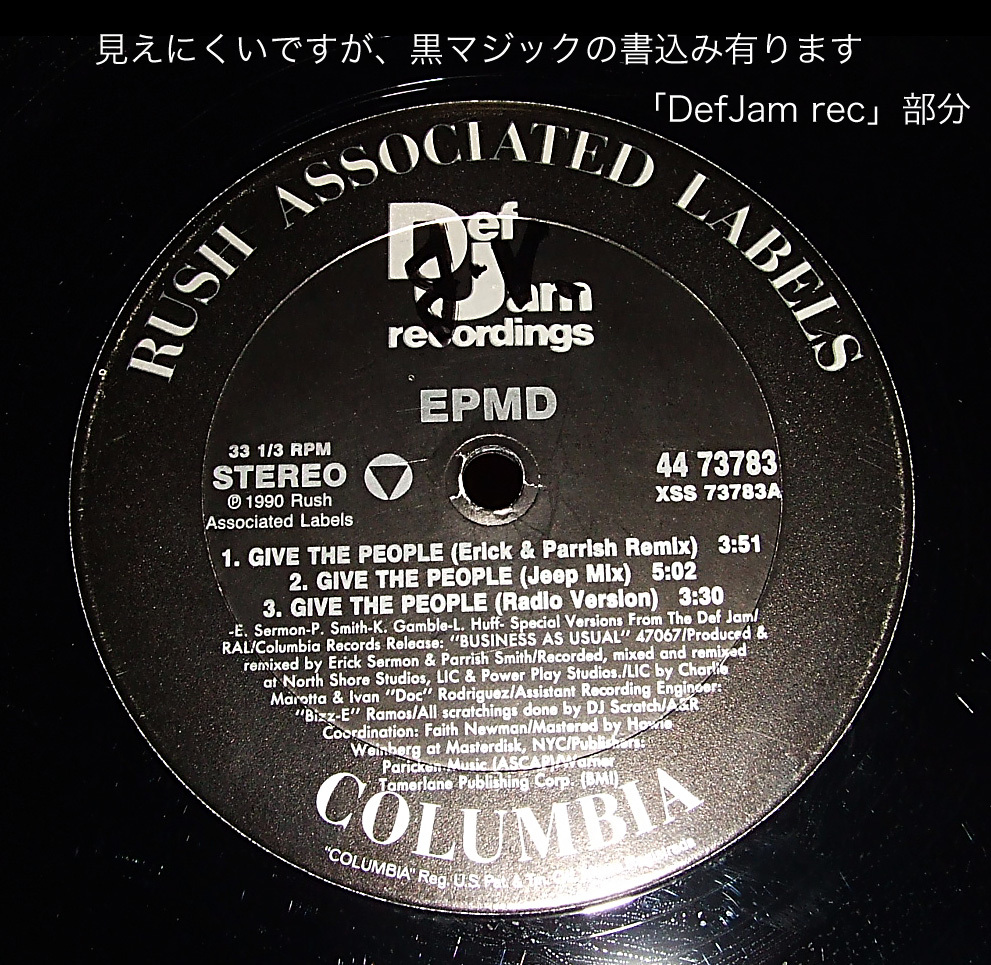 見えにくいですが、黒マジックの書込み有ります
「DefJam rec」部分
RUSH ASSOCIATED LABELS
Def
Jam
recordings
EPMD
33 1/3 RPM
STEREO
℗ 1990 Rush
Associated Labels
44 73783
XSS 73783A
1. GIVE THE PEOPLE (Erick & Parrish Remix) 3:51
2. GIVE THE PEOPLE (Jeep Mix) 5:02
3. GIVE THE PEOPLE (Radio Version) 3:30
-E. Sermon-P. Smith-K. Gamble-L. Huff- Special Versions From The Def Jam/
RAL/Columbia Records Release: "BUSINESS AS USUAL" 47067/Produced &
remixed by Erick Sermon & Parrish Smith/Recorded, mixed and remixed
at North Shore Studios, LIC & Power Play Studios./LIC by Charlie
Marotta & Ivan "Doc" Rodriguez/Assistant Recording Engineer:
"Bizz-E" Ramos/All scratchings done by DJ Scratch/A&R
Coordination: Faith Newman/Mastered by Howie
Weinberg at Masterdisk, NYC/Publishers:
Paricken Music (ASCAP)/Warner
Tamerlane Publishing Corp. (BMI)
COLUMBIA
"COLUMBIA" Reg. U.S. Pat. & Tm.